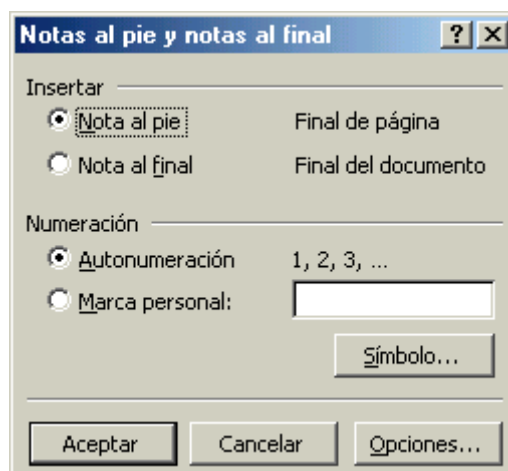 Notas al pie y notas al final
Insertar
Nota al pie Final de página
Nota al final Final del documento
Numeración
Autonumeración 1, 2, 3, ...
Marca personal:
Símbolo...
Aceptar Cancelar Opciones...